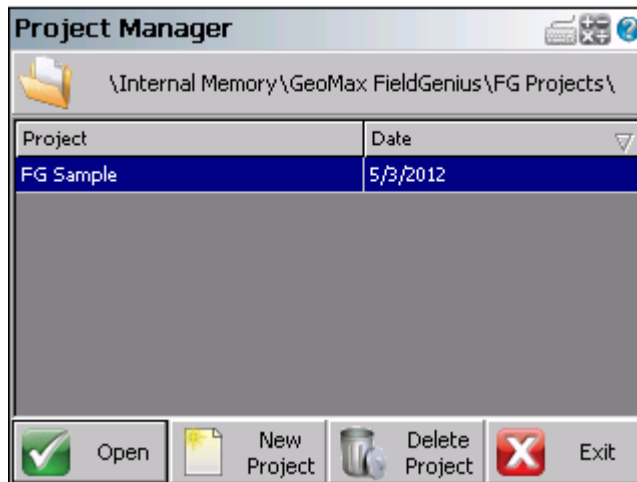 Project Manager
\Internal Memory\GeoMax FieldGenius\FG Projects\
Project Date
FG Sample 5/3/2012
Open New Project Delete Project Exit